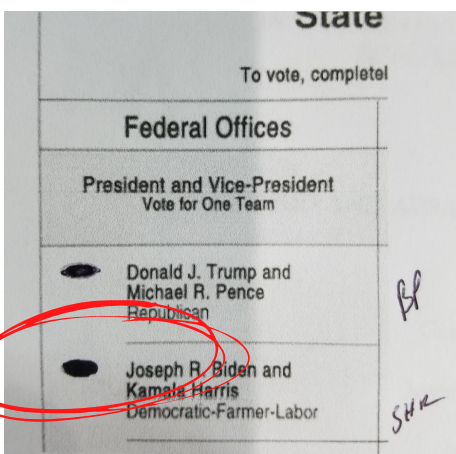 State
To vote, completel
Federal Offices
President and Vice-President
Vote for One Team
Donald J. Trump and
Michael R. Pence
Republican
BP
Joseph R. Biden and
Kamala Harris
Democratic-Farmer-Labor
SHR